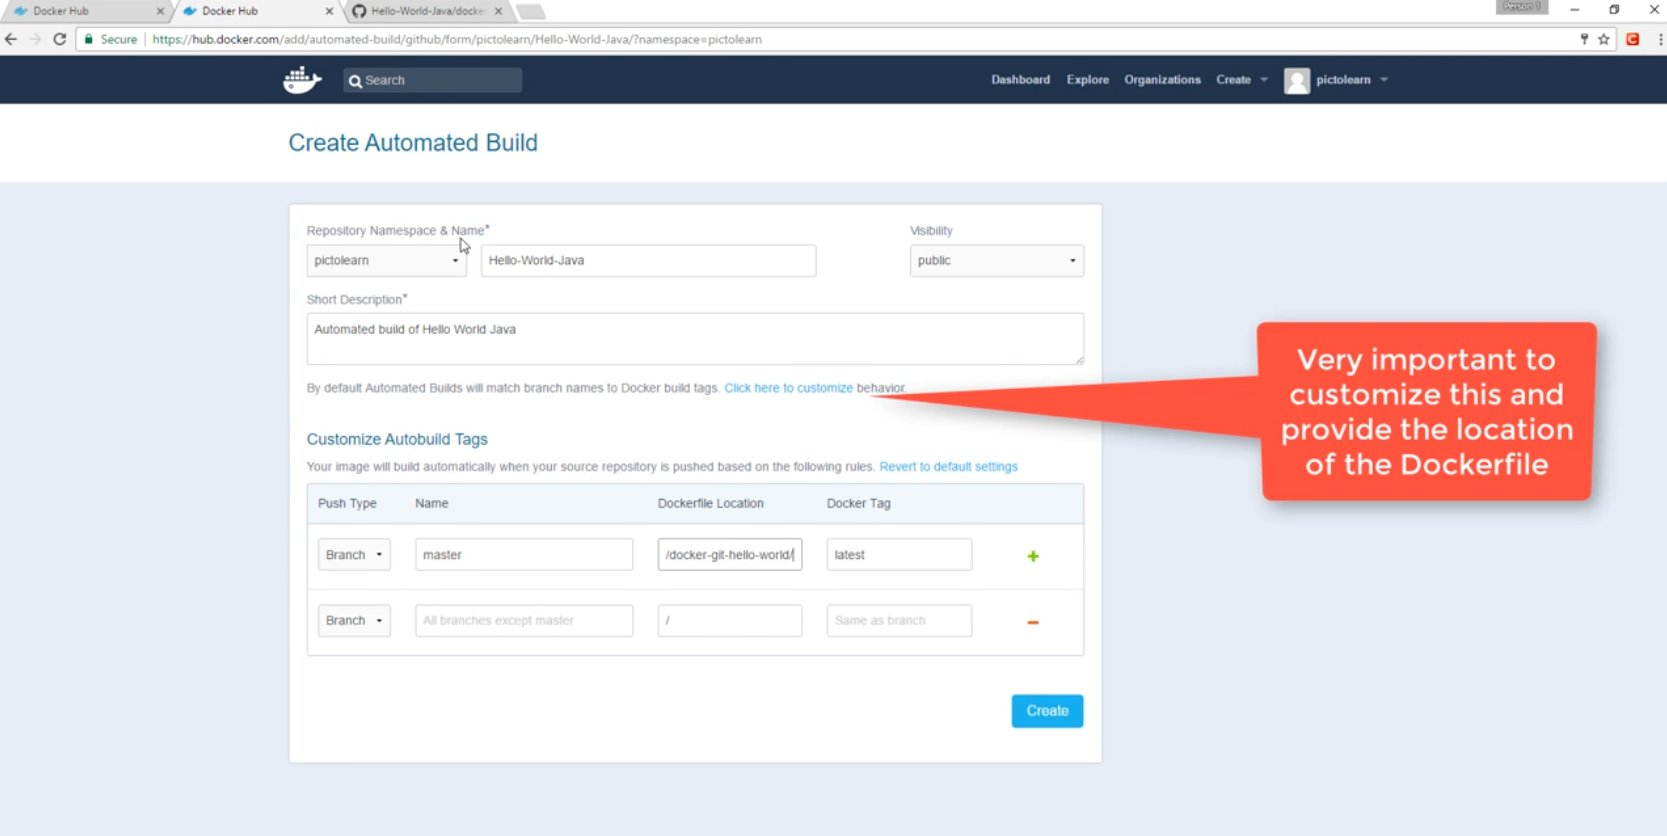 Docker Hub
Docker Hub
Hello-World-Java/docke
Person 1
Secure | https://hub.docker.com/add/automated-build/github/form/pictolearn/Hello-World-Java/?namespace=pictolearn
Search
Dashboard Explore Organizations Create pictolearn
Create Automated Build
Repository Namespace & Name* Visibility
pictolearn Hello-World-Java public
Short Description*
Automated build of Hello World Java
By default Automated Builds will match branch names to Docker build tags. Click here to customize behavior.
Very important to
customize this and
provide the location
of the Dockerfile
Customize Autobuild Tags
Your image will build automatically when your source repository is pushed based on the following rules. Revert to default settings
Push Type Name Dockerfile Location Docker Tag
Branch master /docker-git-hello-world/ latest
Branch All branches except master / Same as branch
Create